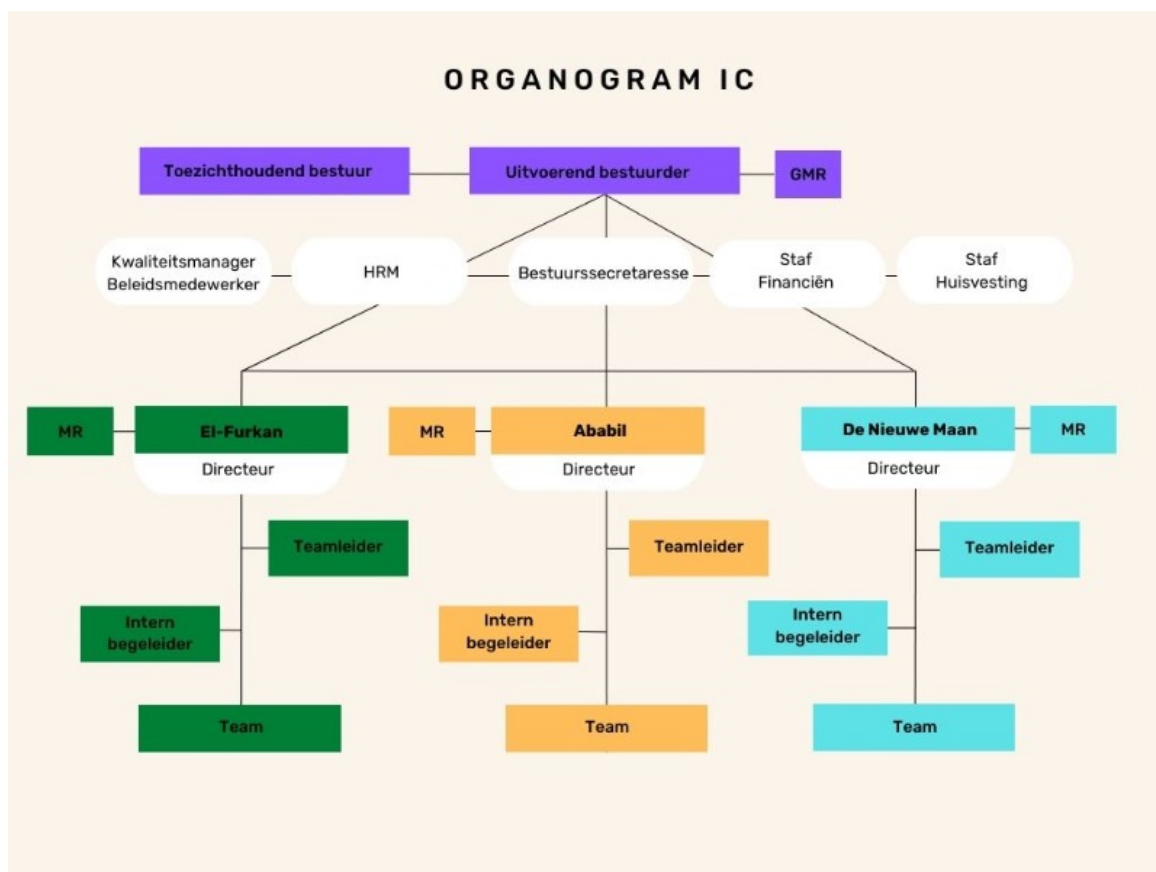 ORGANOGRAM IC
Toezichthoudend bestuur
Uitvoerend bestuurder
GMR
Kwaliteitsmanager
Beleidsmedewerker
HRM
Bestuurssecretaresse
Staf
Financiën
Staf
Huisvesting
MR
El-Furkan
Directeur
MR
Ababil
Directeur
De Nieuwe Maan
Directeur
MR
Teamleider
Teamleider
Teamleider
Intern
begeleider
Intern
begeleider
Intern
begeleider
Team
Team
Team